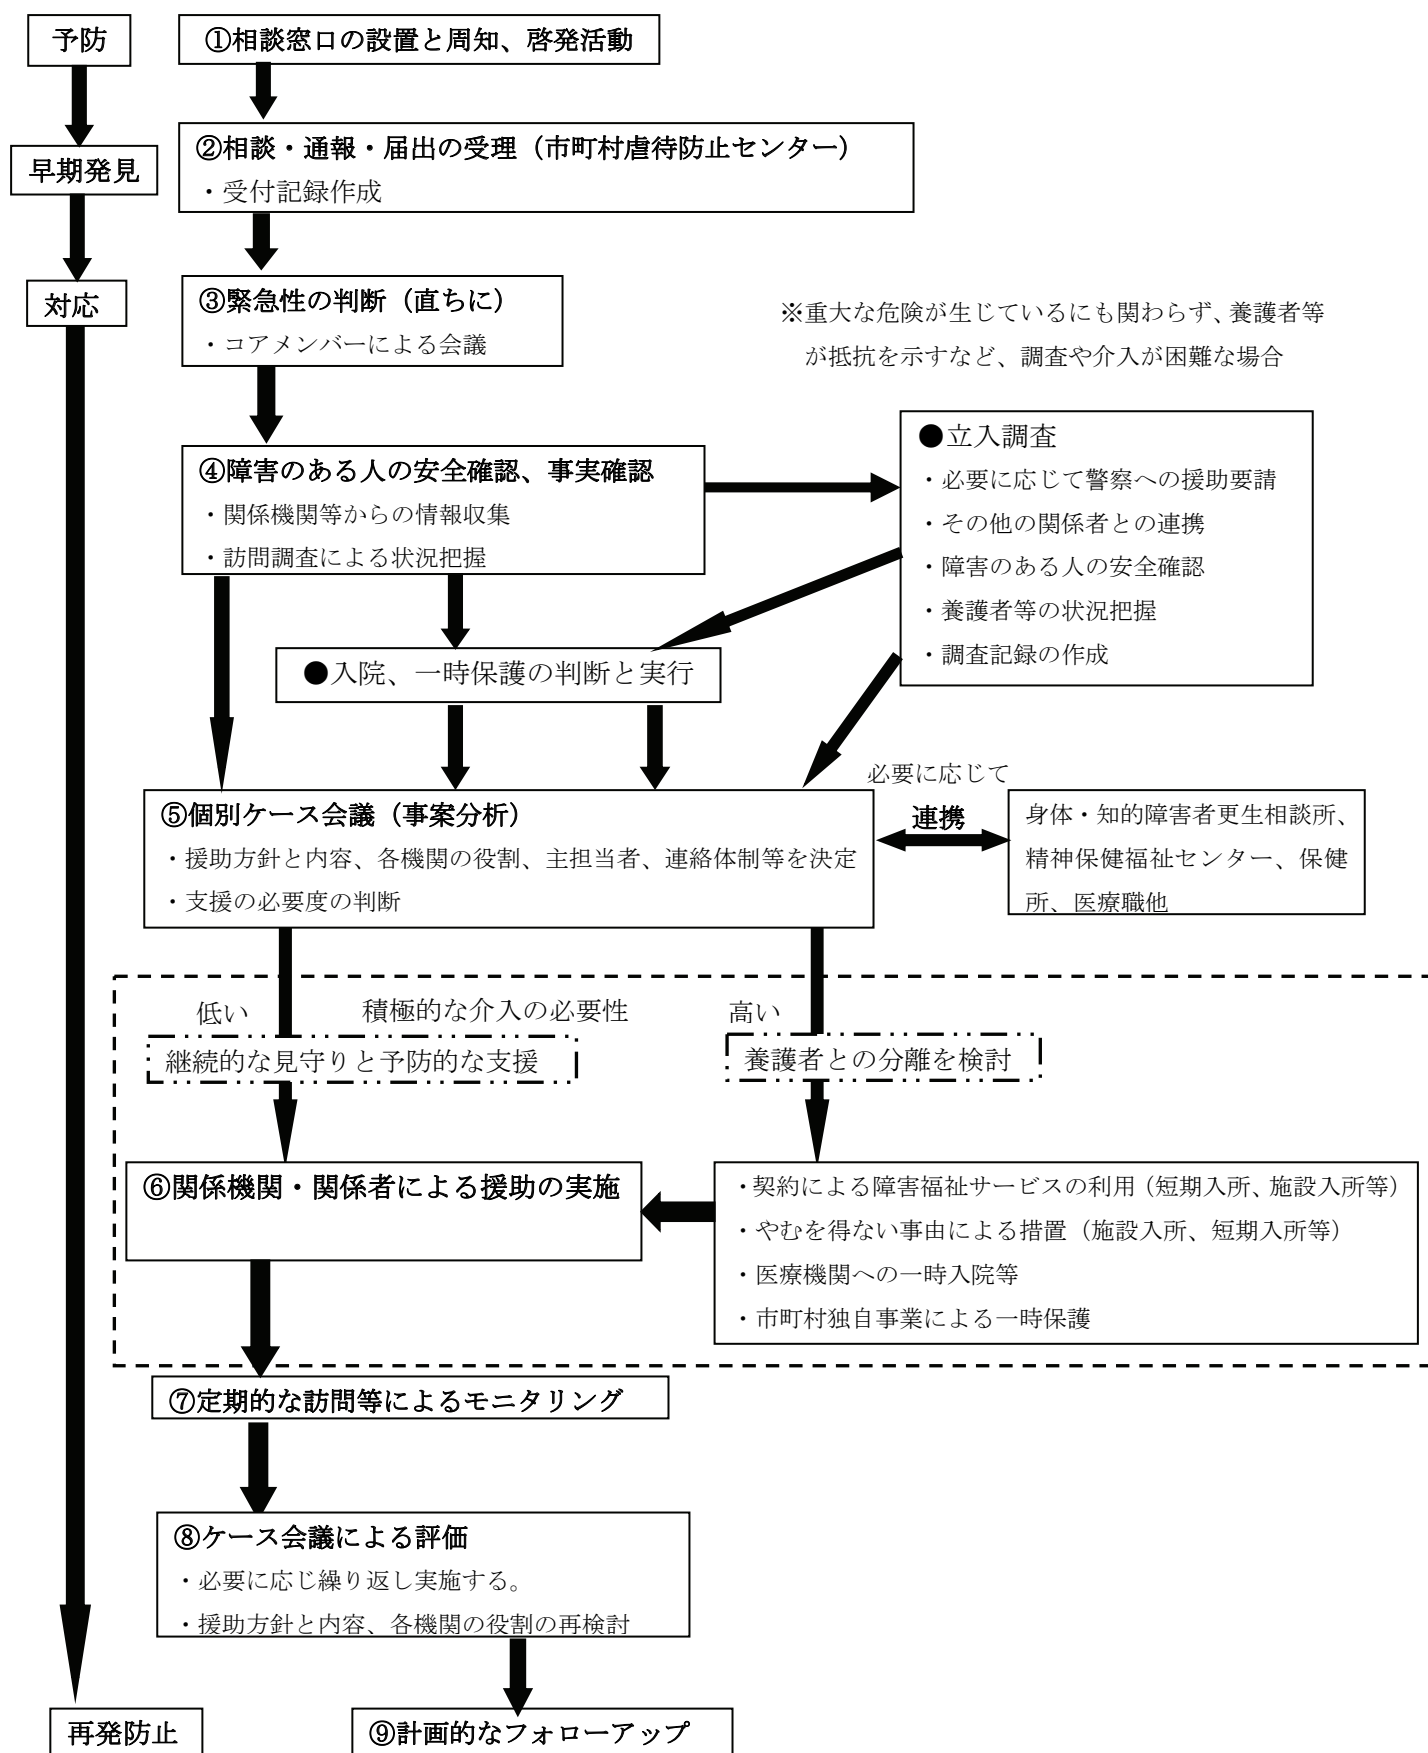 予防
①相談窓口の設置と周知、啓発活動
②相談・通報・届出の受理（市町村虐待防止センター）
・受付記録作成
早期発見
対応
③緊急性の判断（直ちに）
・コアメンバーによる会議
※重大な危険が生じているにも関わらず、養護者等
が抵抗を示すなど、調査や介入が困難な場合
④障害のある人の安全確認、事実確認
・関係機関等からの情報収集
・訪問調査による状況把握
●立入調査
・必要に応じて警察への援助要請
・その他の関係者との連携
・障害のある人の安全確認
・養護者等の状況把握
・調査記録の作成
●入院、一時保護の判断と実行
⑤個別ケース会議（事案分析）
・援助方針と内容、各機関の役割、主担当者、連絡体制等を決定
・支援の必要度の判断
必要に応じて
連携
身体・知的障害者更生相談所、
精神保健福祉センター、保健
所、医療職他
低い
積極的な介入の必要性
高い
継続的な見守りと予防的な支援
養護者との分離を検討
⑥関係機関・関係者による援助の実施
・契約による障害福祉サービスの利用（短期入所、施設入所等）
・やむを得ない事由による措置（施設入所、短期入所等）
・医療機関への一時入院等
・市町村独自事業による一時保護
⑦定期的な訪問等によるモニタリング
⑧ケース会議による評価
・必要に応じ繰り返し実施する。
・援助方針と内容、各機関の役割の再検討
再発防止
⑨計画的なフォローアップ